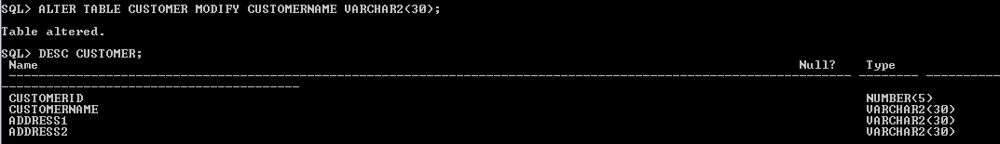 SQL> ALTER TABLE CUSTOMER MODIFY CUSTOMERNAME VARCHAR2(30);
Table altered.
SQL> DESC CUSTOMER;
Name Null? Type
CUSTOMERID NUMBER(5)
CUSTOMERNAME VARCHAR2(30)
ADDRESS1 VARCHAR2(30)
ADDRESS2 VARCHAR2(30)